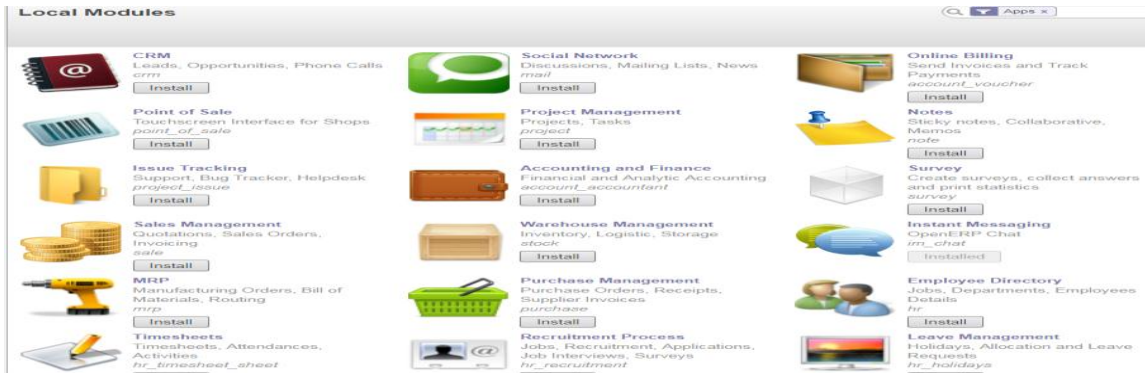 Local Modules
Apps ×
CRM
Leads, Opportunities, Phone Calls
crm
Install
Social Network
Discussions, Mailing Lists, News
mail
Install
Online Billing
Send Invoices and Track
Payments
account_voucher
Install
Point of Sale
Touchscreen Interface for Shops
point_of_sale
Install
Project Management
Projects, Tasks
project
Install
Notes
Sticky notes, Collaborative,
Memos
note
Install
Issue Tracking
Support, Bug Tracker, Helpdesk
project_issue
Install
Accounting and Finance
Financial and Analytic Accounting
account_accountant
Install
Survey
Create surveys, collect answers
and print statistics
survey
Install
Sales Management
Quotations, Sales Orders,
Invoicing
sale
Install
Warehouse Management
Inventory, Logistic, Storage
stock
Install
Instant Messaging
OpenERP Chat
im_chat
Installed
MRP
Manufacturing Orders, Bill of
Materials, Routing
mrp
Install
Purchase Management
Purchase Orders, Receipts,
Supplier Invoices
purchase
Install
Employee Directory
Jobs, Departments, Employees
Details
hr
Install
Timesheets
Timesheets, Attendances,
Activities
hr_timesheet_sheet
Recruitment Process
Jobs, Recruitment, Applications,
Job Interviews, Surveys
hr_recruitment
Leave Management
Holidays, Allocation and Leave
Requests
hr_holidays